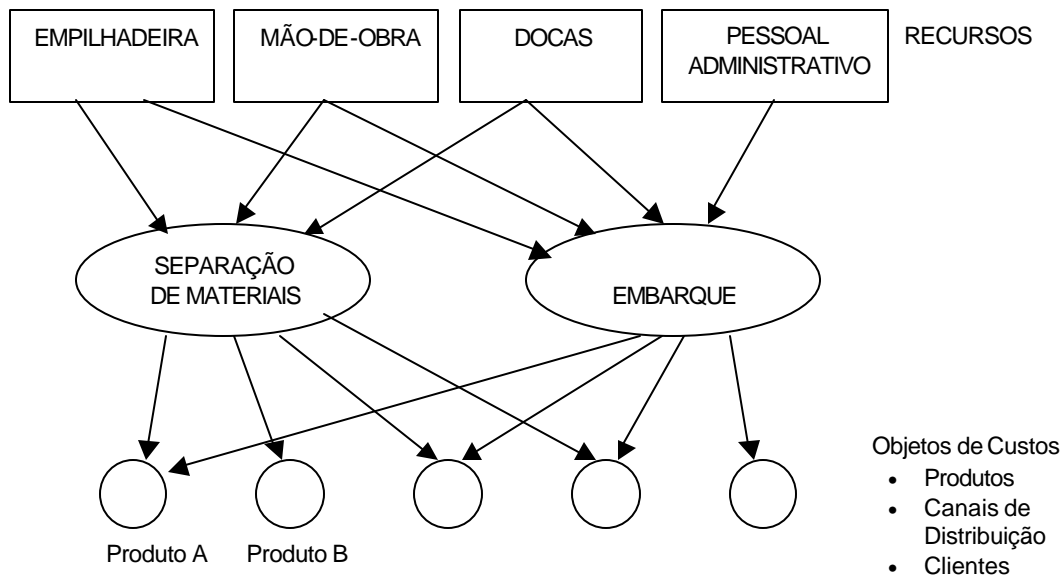 EMPILHADEIRA
MÃO-DE-OBRA
DOCAS
PESSOAL
ADMINISTRATIVO
RECURSOS
SEPARAÇÃO
DE MATERIAIS
EMBARQUE
Produto A
Produto B
Objetos de Custos
• Produtos
• Canais de
Distribuição
• Clientes